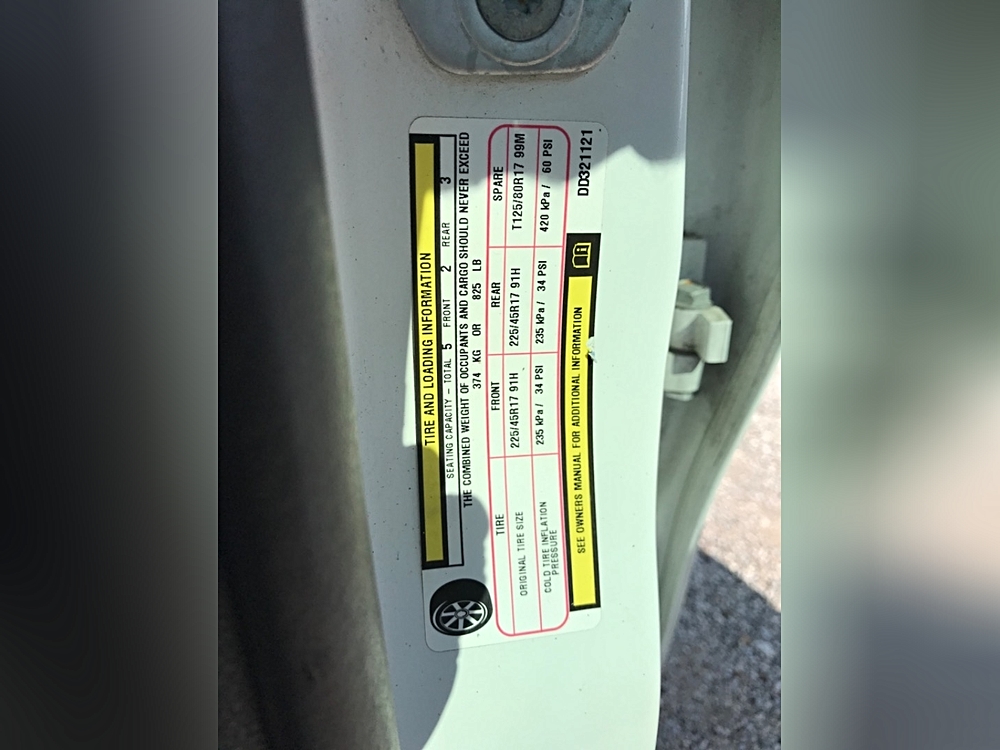 TIRE AND LOADING INFORMATION
SEATING CAPACITY - TOTAL 5 FRONT 2 REAR 3
THE COMBINED WEIGHT OF OCCUPANTS AND CARGO SHOULD NEVER EXCEED
374 KG OR 825 LB
TIRE FRONT REAR SPARE
ORIGINAL TIRE SIZE 225/45R17 91H 225/45R17 91H T125/80R17 99M
COLD TIRE INFLATION PRESSURE 235 kPa / 34 PSI 235 kPa / 34 PSI 420 kPa / 60 PSI
SEE OWNERS MANUAL FOR ADDITIONAL INFORMATION
DD321121